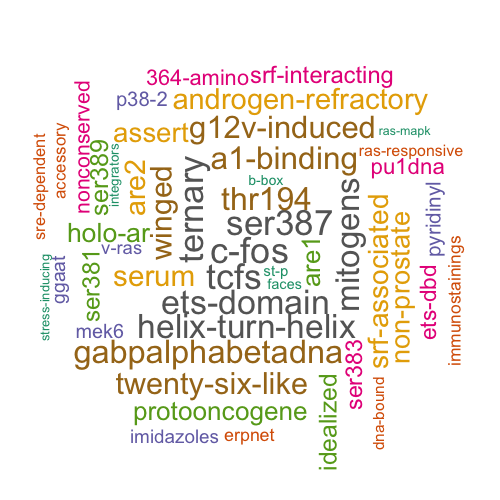 364-amino
srf-interacting
p38-2
androgen-refractory
nonconserved
accessory
sre-dependent
ser389
integrators
assert
are2
g12v-induced
ras-mapk
a1-binding
ras-responsive
pu1dna
winged
ternary
b-box
thr194
ser387
mitogens
holo-ar
v-ras
c-fos
are1
srf-associated
non-prostate
ets-dbd
pyridinyl
immunostainings
stress-inducing
ggaat
ser381
serum
tcfs
st-p
faces
ets-domain
mek6
helix-turn-helix
gabpalphabetadna
ser383
twenty-six-like
idealized
dna-bound
protooncogene
imidazoles
erpnet